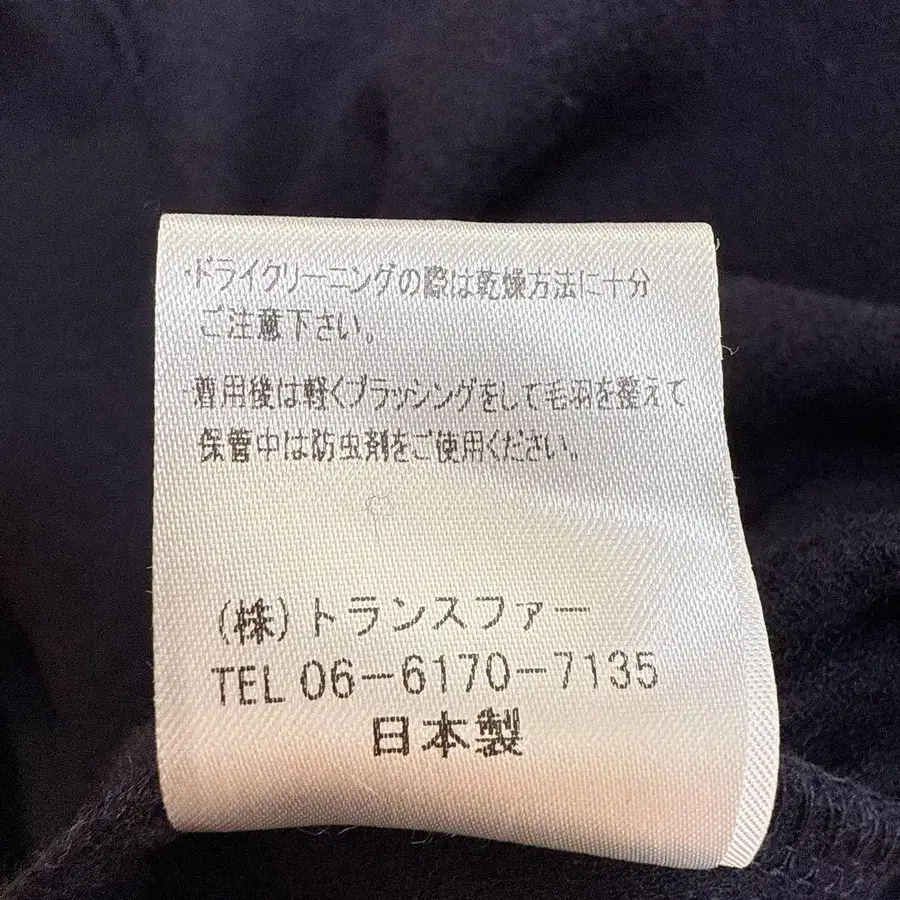 ・ドライクリーニングの際は乾燥方法に十分
ご注意下さい。
・着用後は軽くブラッシングをして毛羽を整えて
保管中は防虫剤をご使用ください。
(株)トランスファー
TEL 06-6170-7135
日本製